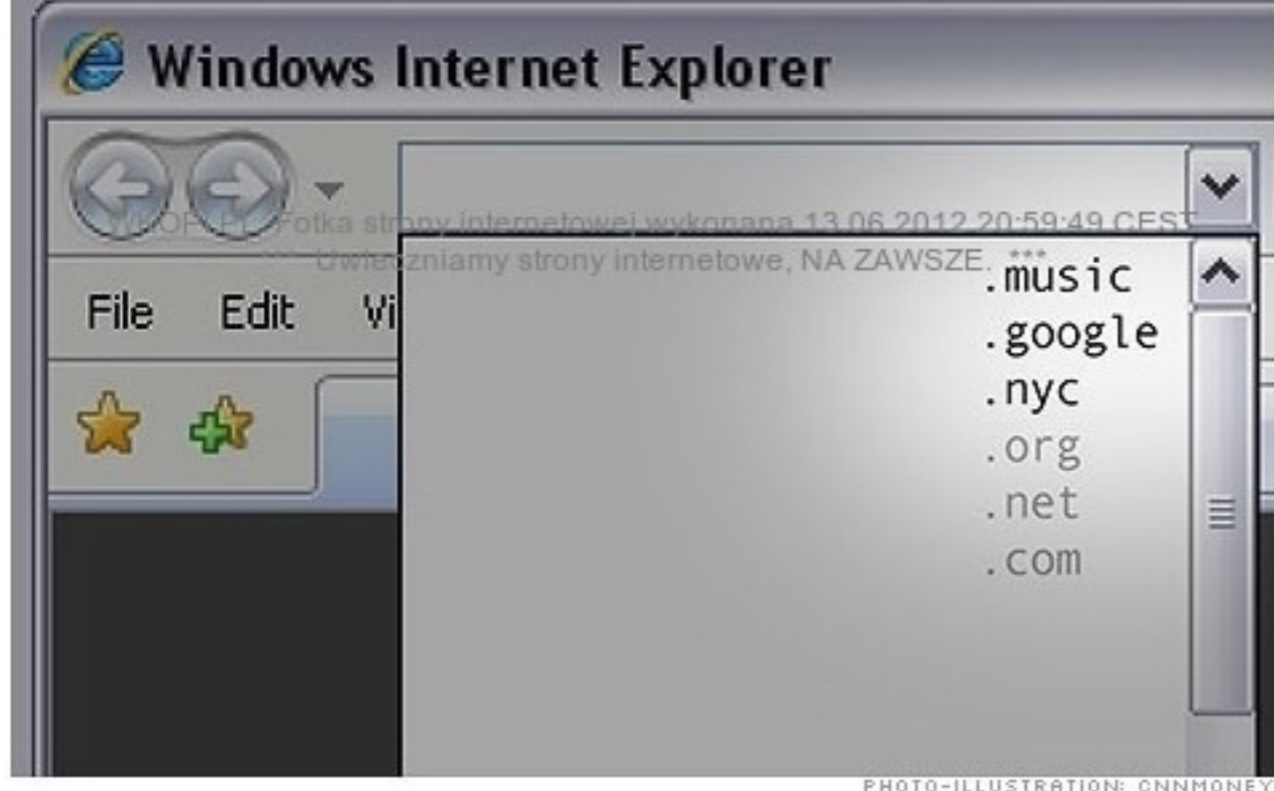 Windows Internet Explorer
Fotka strony internetowej wykonana 13.06.2012 20:59:49 CEST
*** Uwieczniamy strony internetowe, NA ZAWSZE. ***
File Edit Vi
.music
.google
.nyc
.org
.net
.com
PHOTO-ILLUSTRATION: CNNMONEY